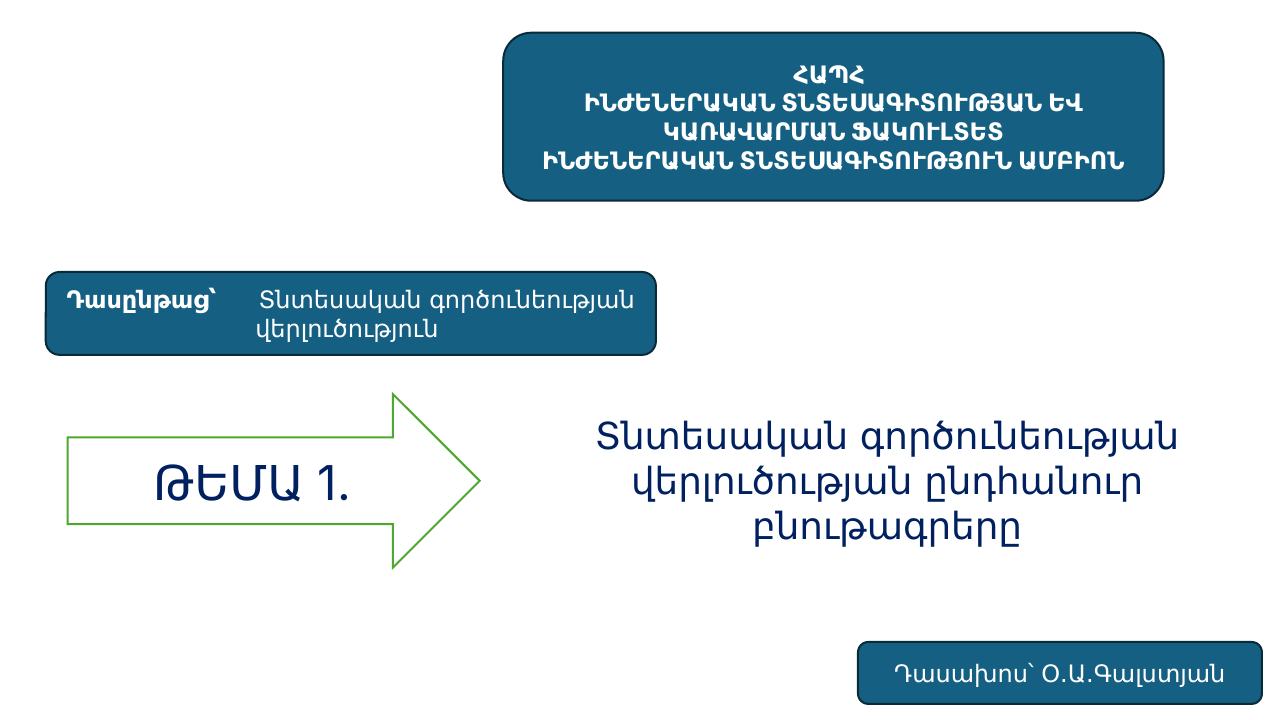 ՀԱՊՀ
ԻՆԺԵՆԵՐԱԿԱՆ ՏՆՏԵՍԱԳԻՏՈՒԹՅԱՆ ԵՎ
ԿԱՌԱՎԱՐՄԱՆ ՖԱԿՈՒԼՏԵՏ
ԻՆԺԵՆԵՐԱԿԱՆ ՏՆՏԵՍԱԳԻՏՈՒԹՅՈՒՆ ԱՄԲԻՈՆ
Դասընթաց՝ Տնտեսական գործունեության
վերլուծություն
ԹԵՄԱ 1.
Տնտեսական գործունեության
վերլուծության ընդհանուր
բնութագրերը
Դասախոս՝ Օ.Ա.Գալստյան